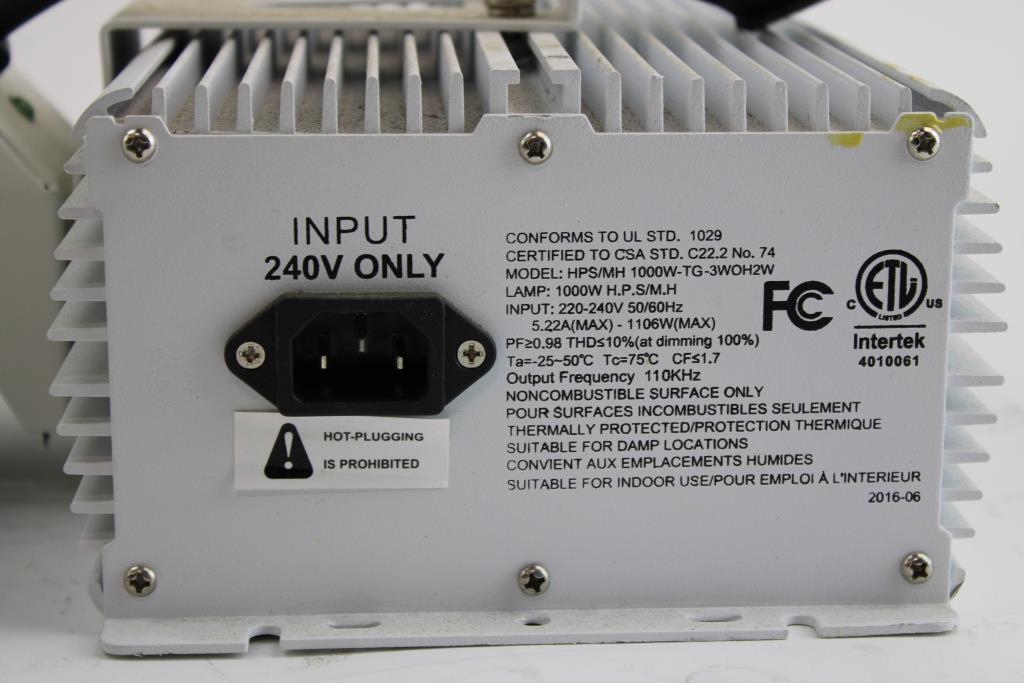 INPUT
240V ONLY
HOT-PLUGGING
IS PROHIBITED
CONFORMS TO UL STD. 1029
CERTIFIED TO CSA STD. C22.2 No. 74
MODEL: HPS/MH 1000W-TG-3WOH2W
LAMP: 1000W H.P.S/M.H
INPUT: 220-240V 50/60Hz
5.22A(MAX) - 1106W(MAX)
PF≥0.98 THD≤10%(at dimming 100%)
Ta=-25~50℃ Tc=75℃ CF≤1.7
Output Frequency 110KHz
NONCOMBUSTIBLE SURFACE ONLY
POUR SURFACES INCOMBUSTIBLES SEULEMENT
THERMALLY PROTECTED/PROTECTION THERMIQUE
SUITABLE FOR DAMP LOCATIONS
CONVIENT AUX EMPLACEMENTS HUMIDES
SUITABLE FOR INDOOR USE/POUR EMPLOI À L'INTERIEUR
2016-06
FC
C ETL US
LISTED
Intertek
4010061